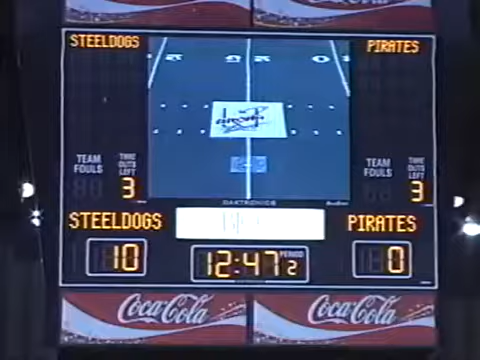 STEELDOGS
PIRATES
TEAM
FOULS
TIME
OUTS
LEFT
3
TEAM
FOULS
TIME
OUTS
LEFT
3
DAKTRONICS
STEELDOGS
PIRATES
10
12:47
PERIOD
2
0
Coca-Cola
Coca-Cola